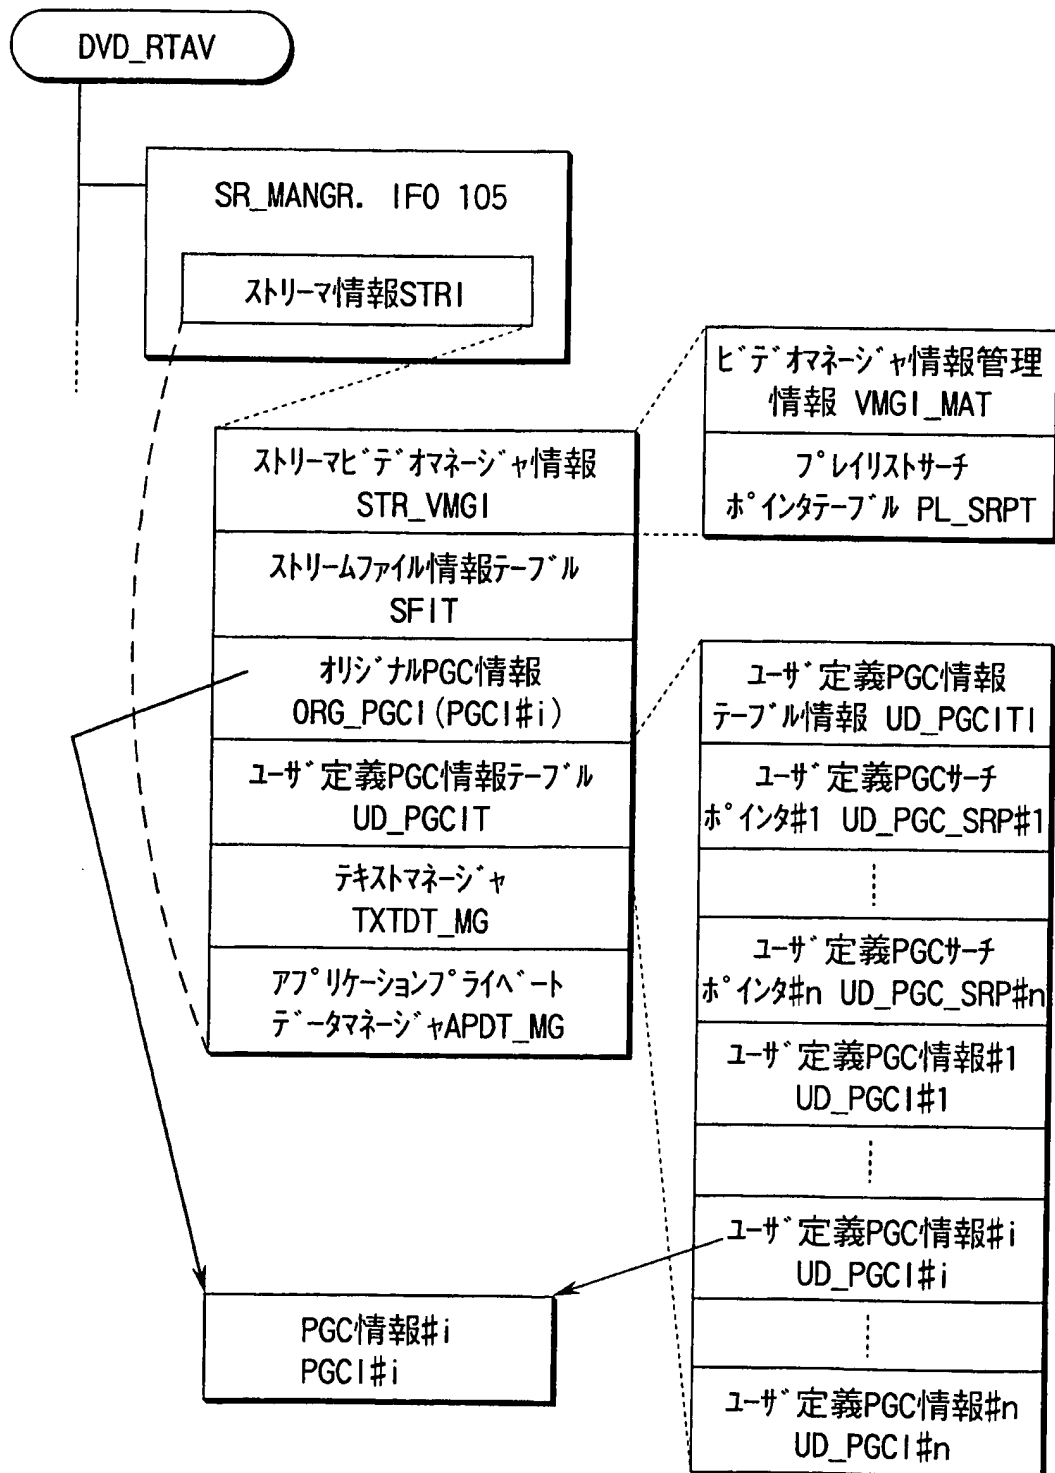 DVD_RTAV
SR_MANGR. IFO 105
ストリーマ情報STRI
ビデオマネージャ情報管理
情報 VMGI_MAT
プレイリストサーチ
ポインタテーブル PL_SRPT
ストリーマビデオマネージャ情報
STR_VMGI
ストリームファイル情報テーブル
SFIT
オリジナルPGC情報
ORG_PGCI(PGCI#i)
ユーザ定義PGC情報テーブル
UD_PGCIT
テキストマネージャ
TXTDT_MG
アプリケーションプライベート
データマネージャAPDT_MG
ユーザ定義PGC情報
テーブル情報 UD_PGCITI
ユーザ定義PGCサーチ
ポインタ#1 UD_PGC_SRP#1
ユーザ定義PGCサーチ
ポインタ#n UD_PGC_SRP#n
ユーザ定義PGC情報#1
UD_PGCI#1
ユーザ定義PGC情報#i
UD_PGCI#i
ユーザ定義PGC情報#n
UD_PGCI#n
PGC情報#i
PGCI#i